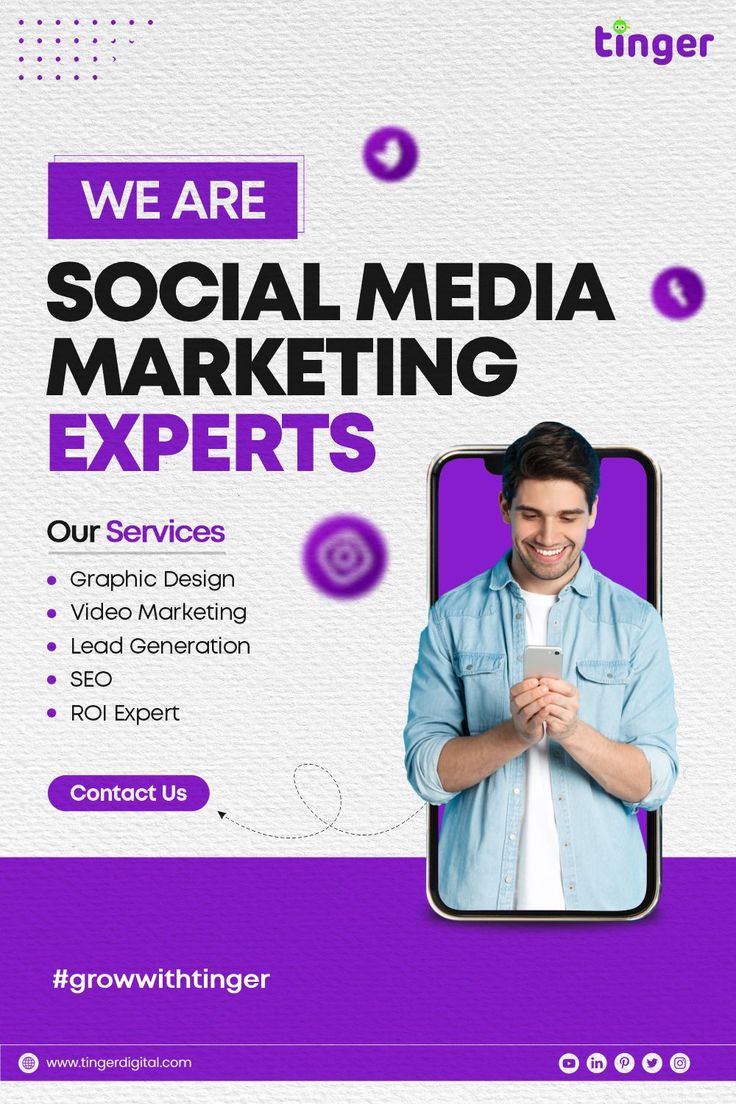 tinger
WE ARE
SOCIAL MEDIA
MARKETING
EXPERTS
Our Services
Graphic Design
Video Marketing
Lead Generation
SEO
ROI Expert
Contact Us
#growwithtinger
www.tingerdigital.com